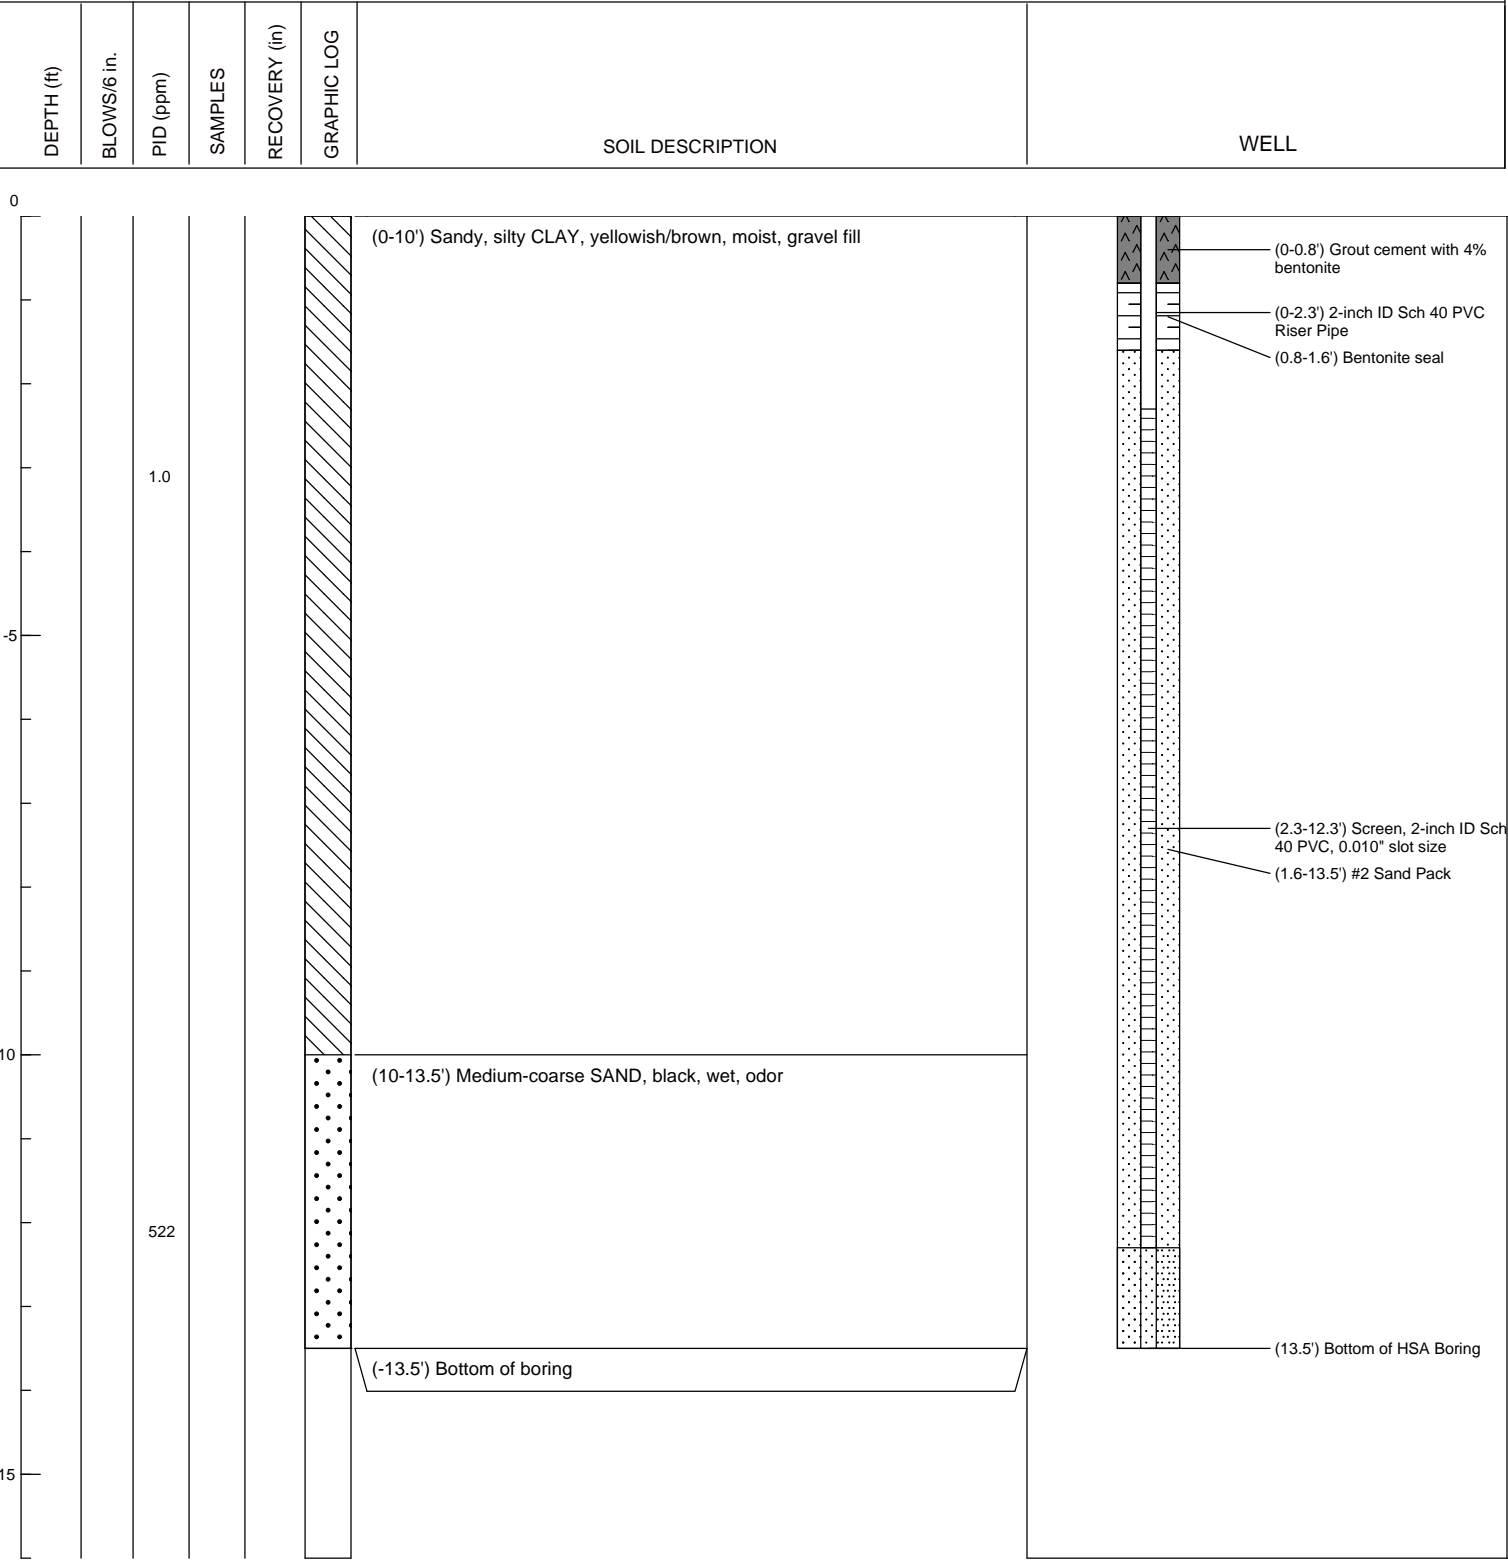 DEPTH (ft)
BLOWS/6 in.
PID (ppm)
SAMPLES
RECOVERY (in)
GRAPHIC LOG
SOIL DESCRIPTION
WELL
0
(0-10') Sandy, silty CLAY, yellowish/brown, moist, gravel fill
(0-0.8') Grout cement with 4%
bentonite
(0-2.3') 2-inch ID Sch 40 PVC
Riser Pipe
(0.8-1.6') Bentonite seal
1.0
-5
(2.3-12.3') Screen, 2-inch ID Sch
40 PVC, 0.010" slot size
(1.6-13.5') #2 Sand Pack
10
(10-13.5') Medium-coarse SAND, black, wet, odor
522
(13.5') Bottom of HSA Boring
(-13.5') Bottom of boring
15